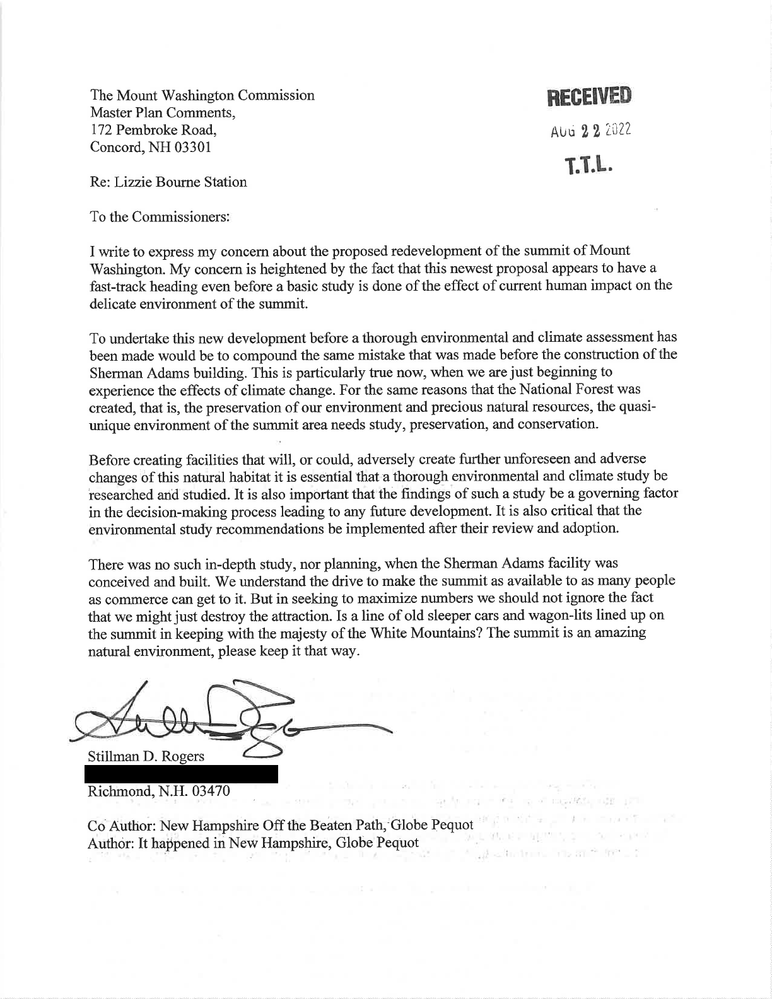 The Mount Washington Commission
Master Plan Comments,
172 Pembroke Road,
Concord, NH 03301
RECEIVED
AUG 22 2022
T.T.L.
Re: Lizzie Bourne Station
To the Commissioners:
I write to express my concern about the proposed redevelopment of the summit of Mount
Washington. My concern is heightened by the fact that this newest proposal appears to have a
fast-track heading even before a basic study is done of the effect of current human impact on the
delicate environment of the summit.
To undertake this new development before a thorough environmental and climate assessment has
been made would be to compound the same mistake that was made before the construction of the
Sherman Adams building. This is particularly true now, when we are just beginning to
experience the effects of climate change. For the same reasons that the National Forest was
created, that is, the preservation of our environment and precious natural resources, the quasi-
unique environment of the summit area needs study, preservation, and conservation.
Before creating facilities that will, or could, adversely create further unforeseen and adverse
changes of this natural habitat it is essential that a thorough environmental and climate study be
researched and studied. It is also important that the findings of such a study be a governing factor
in the decision-making process leading to any future development. It is also critical that the
environmental study recommendations be implemented after their review and adoption.
There was no such in-depth study, nor planning, when the Sherman Adams facility was
conceived and built. We understand the drive to make the summit as available to as many people
as commerce can get to it. But in seeking to maximize numbers we should not ignore the fact
that we might just destroy the attraction. Is a line of old sleeper cars and wagon-lits lined up on
the summit in keeping with the majesty of the White Mountains? The summit is an amazing
natural environment, please keep it that way.
Stillman D. Rogers
Richmond, N.H. 03470
Co Author: New Hampshire Off the Beaten Path, Globe Pequot
Author: It happened in New Hampshire, Globe Pequot